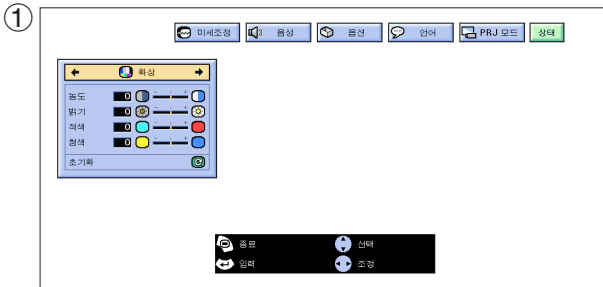 ①
미세조정 음성 옵션 언어 PRJ 모드 상태
화상
농도 0 - +
밝기 0 - +
적색 0 - +
청색 0 - +
초기화
종료 선택
입력 조정